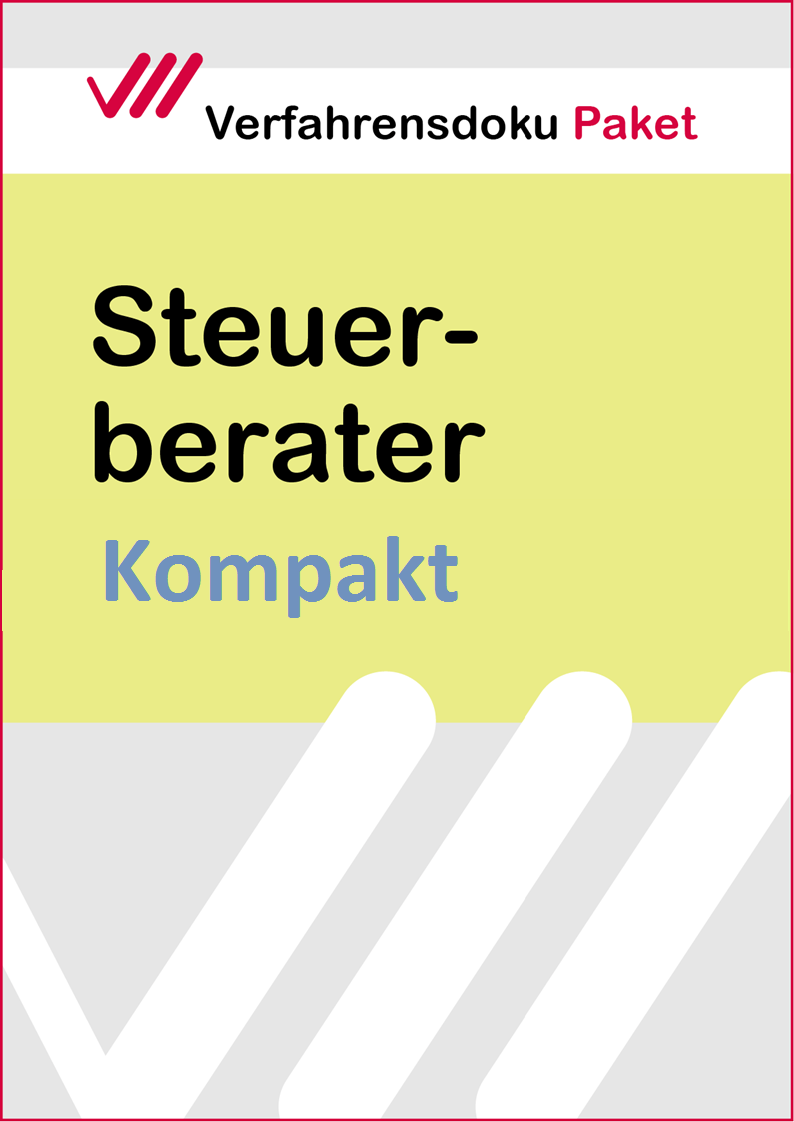 Verfahrensdoku Paket
Steuer-
berater
Kompakt